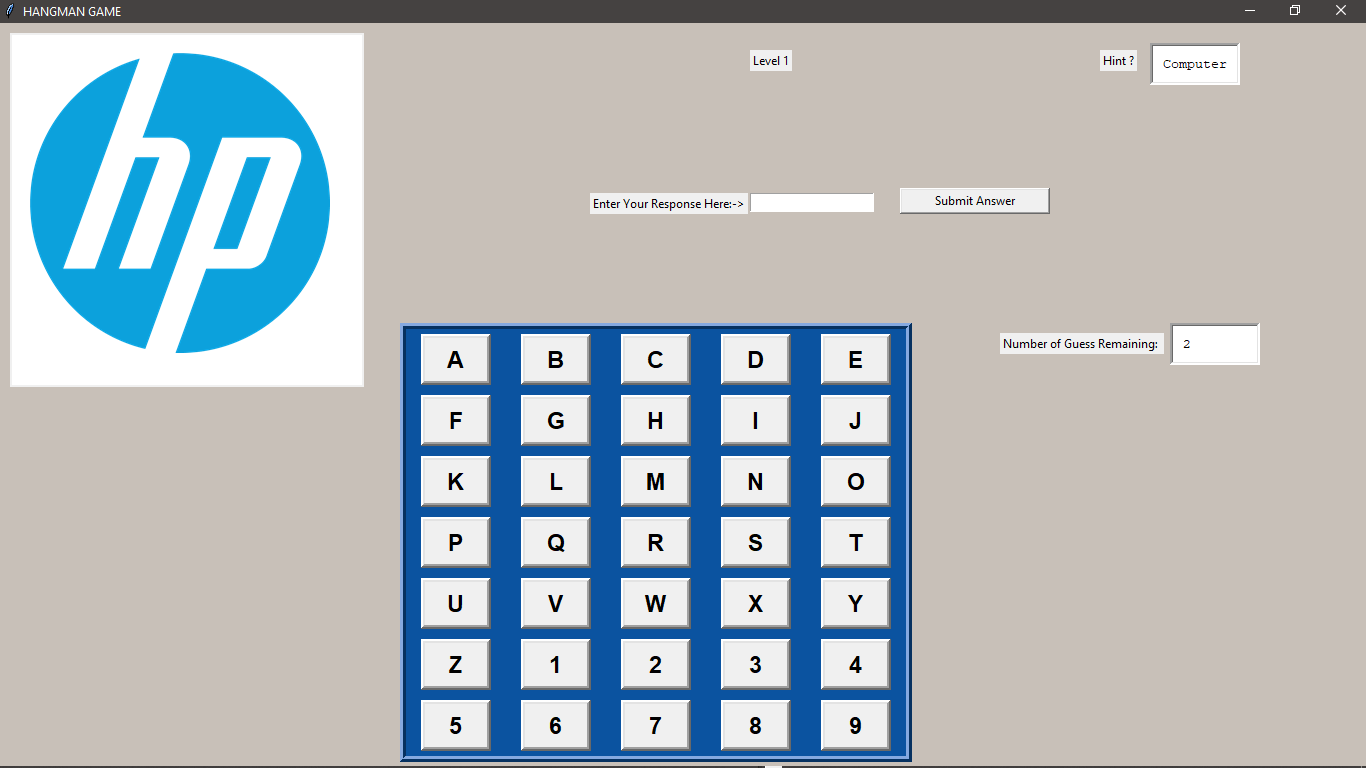 HANGMAN GAME
hp
Level 1
Hint ?
Computer
Enter Your Response Here:->
Submit Answer
Number of Guess Remaining:
2
A B C D E
F G H I J
K L M N O
P Q R S T
U V W X Y
Z 1 2 3 4
5 6 7 8 9